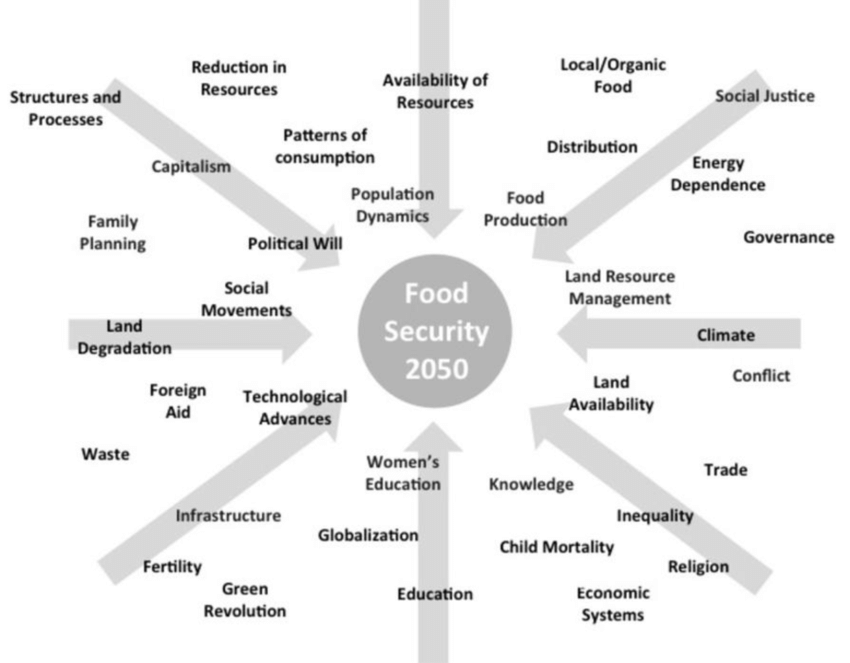 Reduction in
Resources
Local/Organic
Food
Structures and
Processes
Availability of
Resources
Social Justice
Patterns of
consumption
Distribution
Capitalism
Energy
Dependence
Population
Dynamics
Food
Production
Family
Planning
Political Will
Governance
Social
Movements
Food
Security
2050
Land Resource
Management
Land
Degradation
Climate
Conflict
Foreign
Aid
Technological
Advances
Land
Availability
Waste
Women's
Education
Knowledge
Trade
Infrastructure
Globalization
Inequality
Child Mortality
Fertility
Religion
Green
Revolution
Education
Economic
Systems